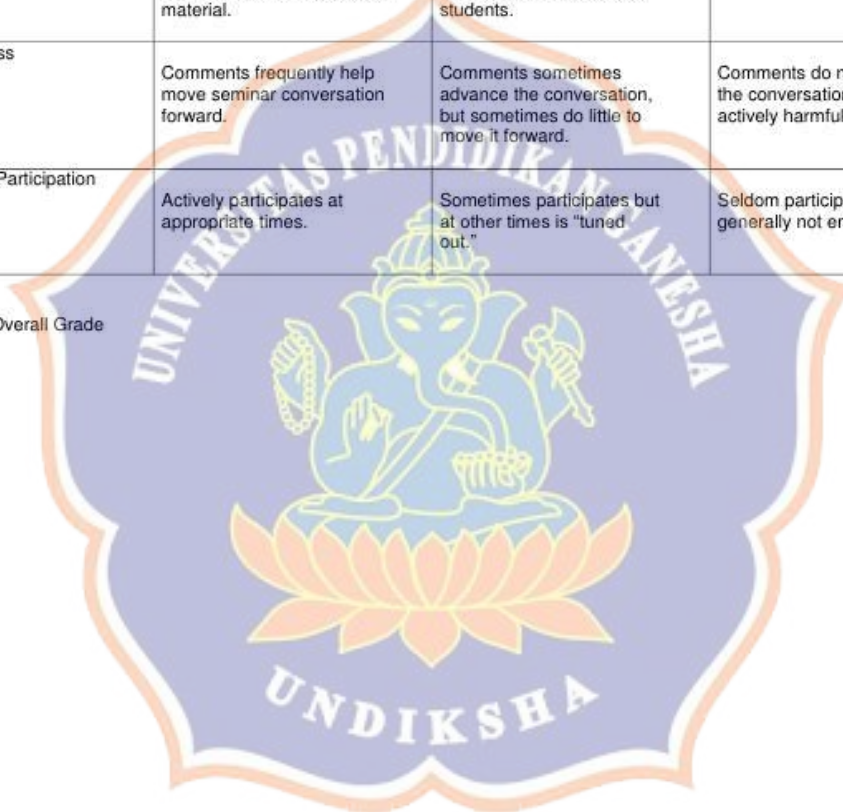 material.
students.
ss
Comments frequently help
move seminar conversation
forward.
Comments sometimes
advance the conversation,
but sometimes do little to
move it forward.
Comments do n
the conversation
actively harmful
Participation
Actively participates at
appropriate times.
Sometimes participates but
at other times is “tuned
out.”
Seldom particip
generally not en
Overall Grade
UNIVERSITAS PENDIDIKAN GANESHA
UNDIKSHA